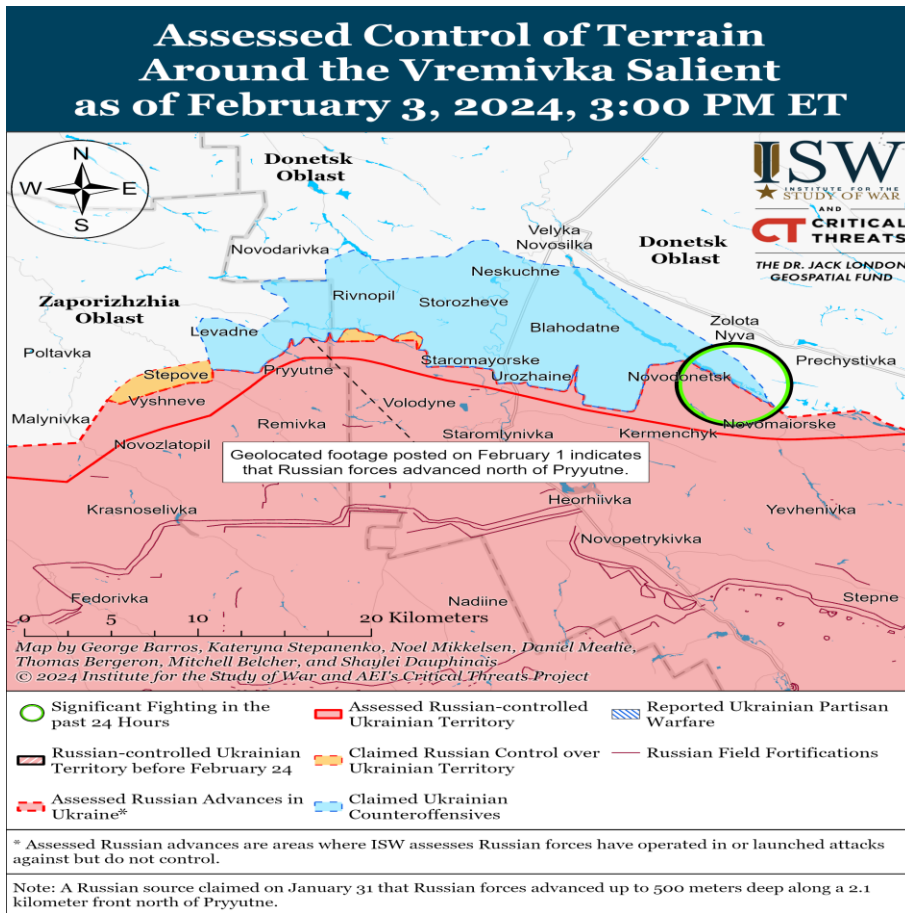 Assessed Control of Terrain
Around the Vremivka Salient
as of February 3, 2024, 3:00 PM ET
N
W
E
S
Donetsk
Oblast
ISW
INSTITUTE FOR THE
STUDY OF WAR
AND
CT CRITICAL
THREATS
THE DR. JACK LONDON
GEOSPATIAL FUND
Velyka
Novosilka
Donetsk
Oblast
Novodarivka
Neskuchne
Rivnopil
Storozheve
Zaporizhzhia
Oblast
Levadne
Blahodatne
Zolota
Nyva
Poltavka
Prechystivka
Staromayorske
Stepove
Pryyutne
Urozhaine
Novodonetsk
Vyshneve
Volodyne
Malynivka
Remivka
Novomaiorske
Novozlatopil
Staromlynivka
Kermenchyk
Geolocated footage posted on February 1 indicates
that Russian forces advanced north of Pryyutne.
Krasnoselivka
Heorhiivka
Yevhenivka
Novopetrykivka
Fedorivka
Nadiine
Stepne
0 5 10 20 Kilometers
Map by George Barros, Kateryna Stepanenko, Noel Mikkelsen, Daniel Mealie,
Thomas Bergeron, Mitchell Belcher, and Shaylei Dauphinais
© 2024 Institute for the Study of War and AEI's Critical Threats Project
Significant Fighting in the
past 24 Hours
Assessed Russian-controlled
Ukrainian Territory
Reported Ukrainian Partisan
Warfare
Russian-controlled Ukrainian
Territory before February 24
Claimed Russian Control over
Ukrainian Territory
Russian Field Fortifications
Assessed Russian Advances in
Ukraine*
Claimed Ukrainian
Counteroffensives
* Assessed Russian advances are areas where ISW assesses Russian forces have operated in or launched attacks
against but do not control.
Note: A Russian source claimed on January 31 that Russian forces advanced up to 500 meters deep along a 2.1
kilometer front north of Pryyutne.